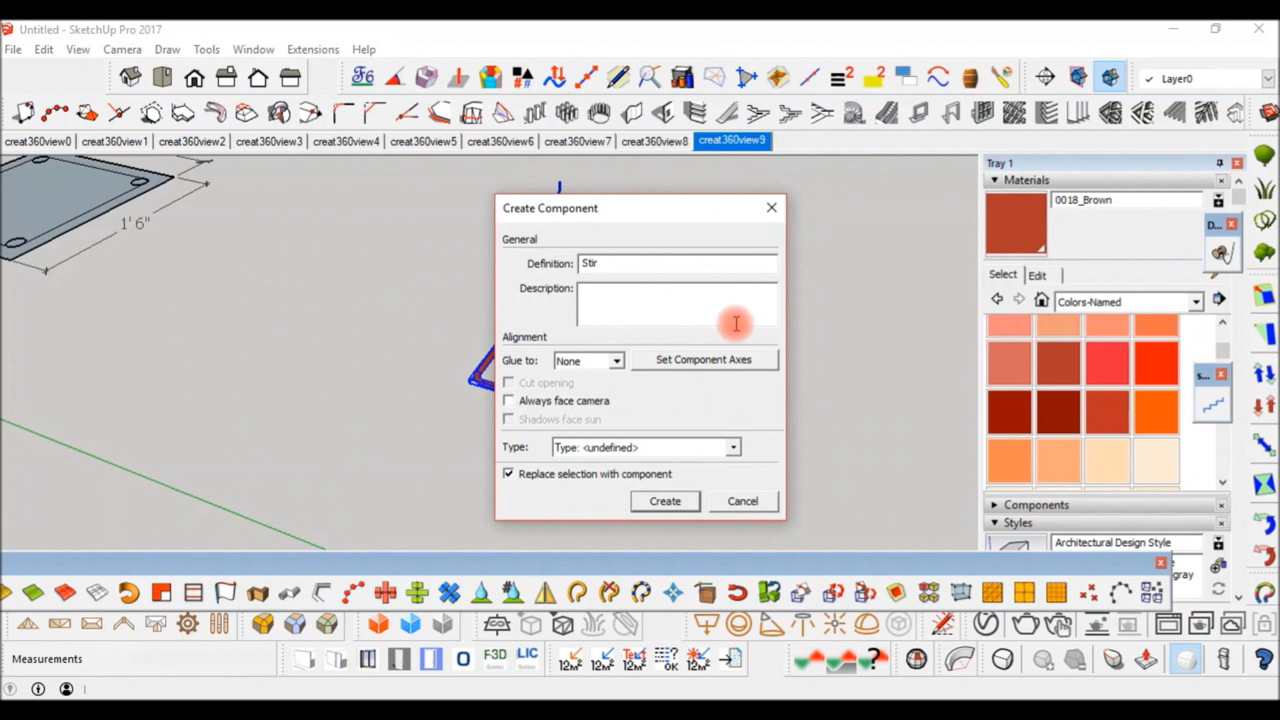 Untitled - SketchUp Pro 2017
File Edit View Camera Draw Tools Window Extensions Help
Layer0
creat360view0 creat360view1 creat360view2 creat360view3 creat360view4 creat360view5 creat360view6 creat360view7 creat360view8 creat360view9
Tray 1
Materials
0018_Brown
D...
Select Edit
Colors-Named
s...
Components
Styles
Architectural Design Style
gray
1' 6"
Create Component
General
Definition: Stir
Description:
Alignment
Glue to: None Set Component Axes
Cut opening
Always face camera
Shadows face sun
Type: Type: <undefined>
Replace selection with component
Create Cancel
F3D LIC
Measurements